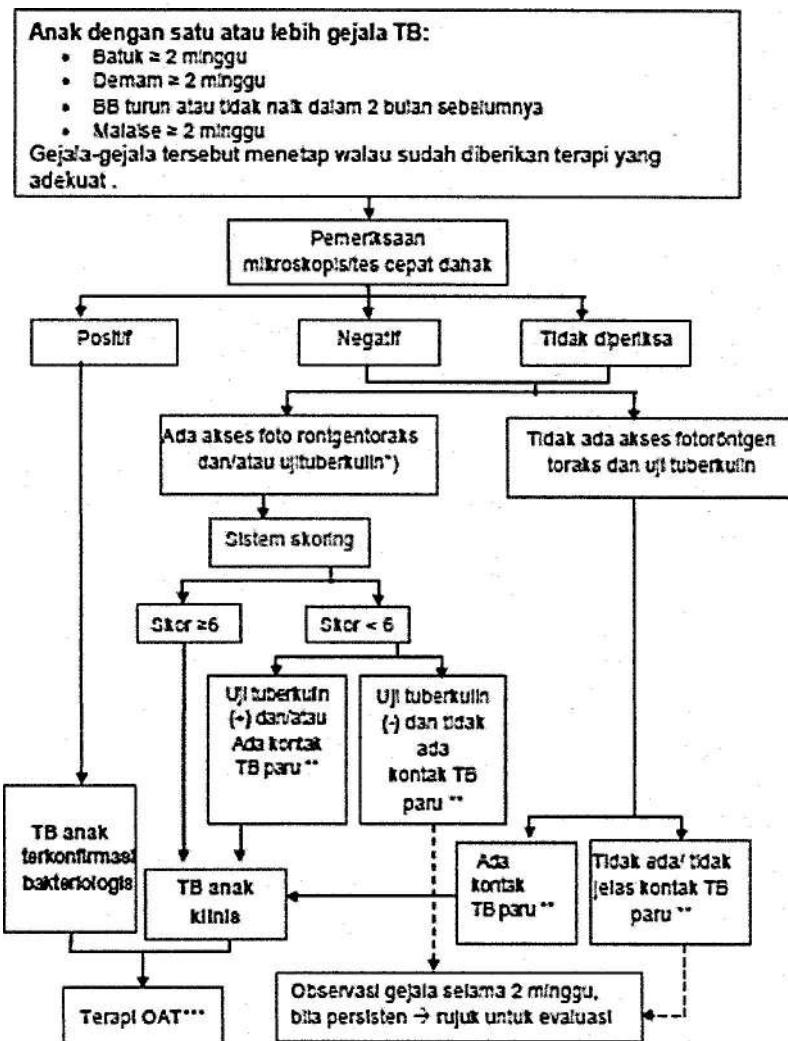 Anak dengan satu atau lebih gejala TB:
• Batuk ≥ 2 minggu
• Demam ≥ 2 minggu
• BB turun atau tidak naik dalam 2 bulan sebelumnya
• Malaise ≥ 2 minggu
Gejala-gejala tersebut menetap walau sudah diberikan terapi yang
adekuat .
Pemeriksaan
mikroskopis/tes cepat dahak
Positif
Negatif
Tidak diperiksa
Ada akses foto rontgentoraks
dan/atau ujituberkulin*)
Tidak ada akses fotoröntgen
toraks dan uji tuberkulin
Sistem skoring
Skor ≥6
Skor < 6
Uji tuberkulin
(+) dan/atau
Ada kontak
TB paru **
Uji tuberkulin
(-) dan tidak
ada
kontak TB
paru **
TB anak
terkonfirmasi
bakteriologis
TB anak
klinis
Ada
kontak
TB paru **
Tidak ada/ tidak
jelas kontak TB
paru **
Terapi OAT***
Observasi gejala selama 2 minggu,
bila persisten → rujuk untuk evaluasi